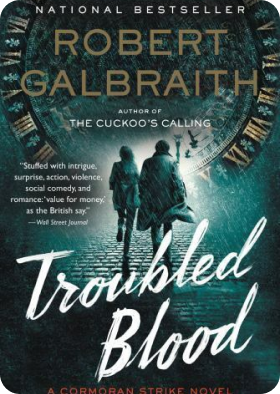 NATIONAL BESTSELLER
ROBERT
GALBRAITH
AUTHOR OF
THE CUCKOO'S CALLING
"Stuffed with intrigue,
surprise, action, violence,
social comedy, and
romance: 'value for money,'
as the British say."
—Wall Street Journal
Troubled
Blood
A CORMORAN STRIKE NOVEL